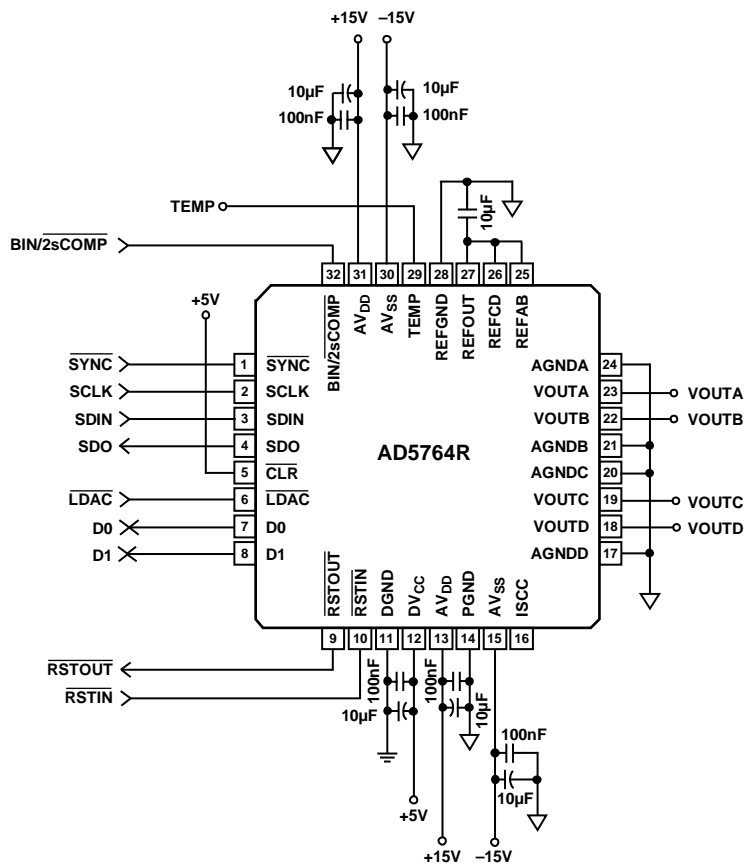 +15V –15V
10µF 10µF
100nF 100nF
TEMP
10µF
BIN/2sCOMP
32 31 30 29 28 27 26 25
+5V
BIN/2sCOMP AVDD AVSS TEMP REFGND REFOUT REFCD REFAB
SYNC 1 SYNC AGNDA 24
SCLK 2 SCLK VOUTA 23 VOUTA
SDIN 3 SDIN VOUTB 22 VOUTB
SDO 4 SDO AGNDB 21
AD5764R
5 CLR AGNDC 20
LDAC 6 LDAC VOUTC 19 VOUTC
D0 7 D0 VOUTD 18 VOUTD
D1 8 D1 AGNDD 17
RSTOUT RSTIN DGND DVCC AVDD PGND AVSS ISCC
9 10 11 12 13 14 15 16
RSTOUT
100nF 100nF
RSTIN
10µF 10µF
100nF
10µF
+5V
+15V –15V